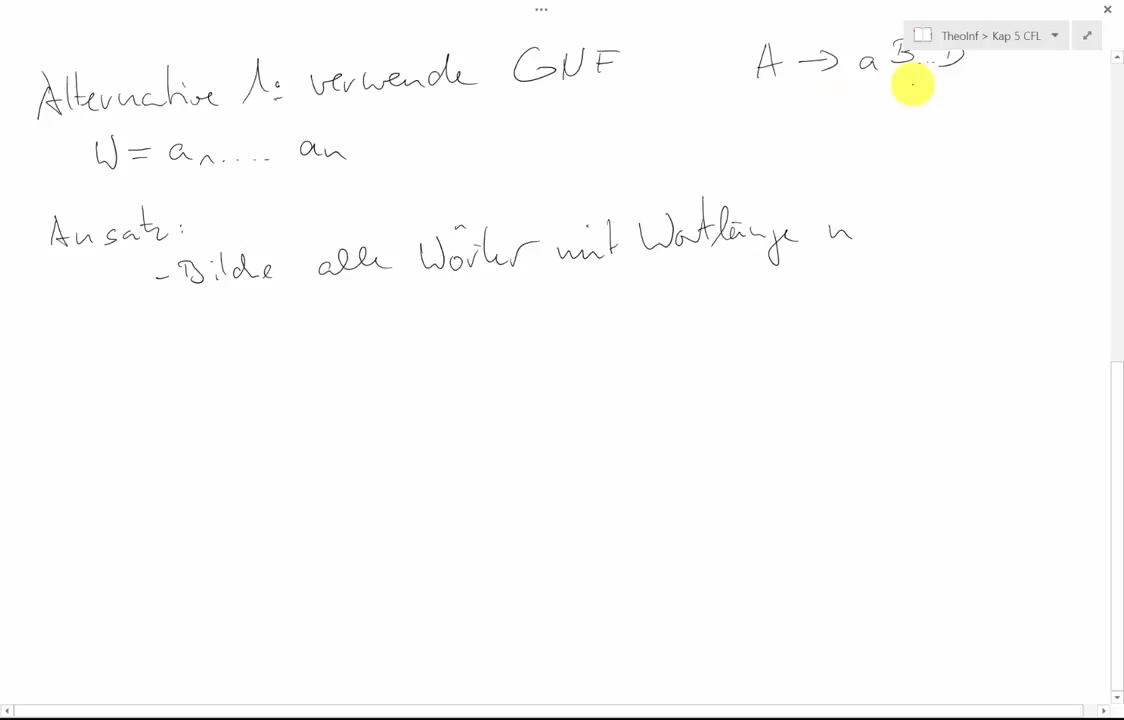 TheoInf > Kap 5 CFL
Alternative 1: verwende GNF A → a B...D
W = a1.... an
Ansatz:
- Bilde alle Wörter mit Wortlänge n